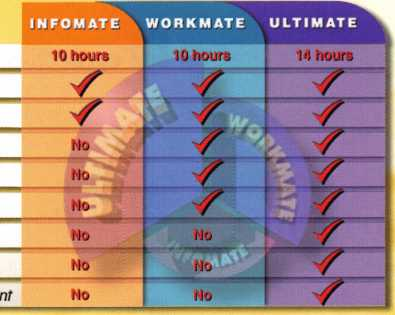 INFOMATE WORKMATE ULTIMATE
10 hours 10 hours 14 hours
ULTIMATE
WORKMATE
No
No
No No
INFOMATE
No No
nt No No